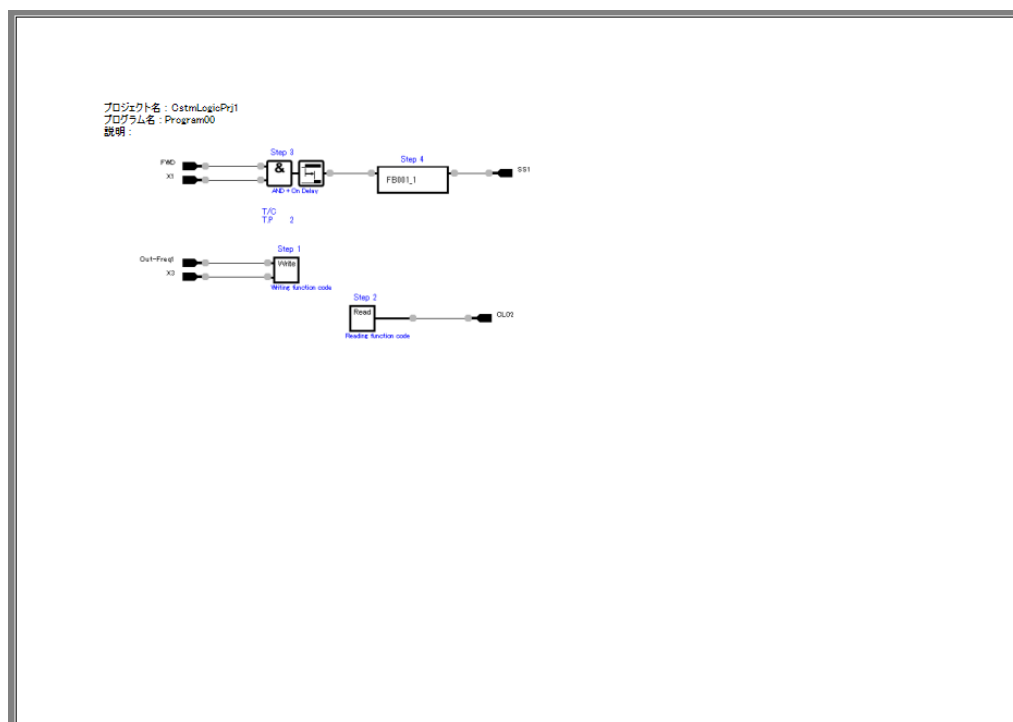 プロジェクト名 : CstmLogicPrj1
プログラム名 : Program00
説明 :
Step 3
Step 4
FWD
&
FB001_1
SS1
AND + On Delay
T/C
T.P 2
Step 1
Out-Freq1
Write
X3
Writing function code
Step 2
Read
CLO2
Reading function code